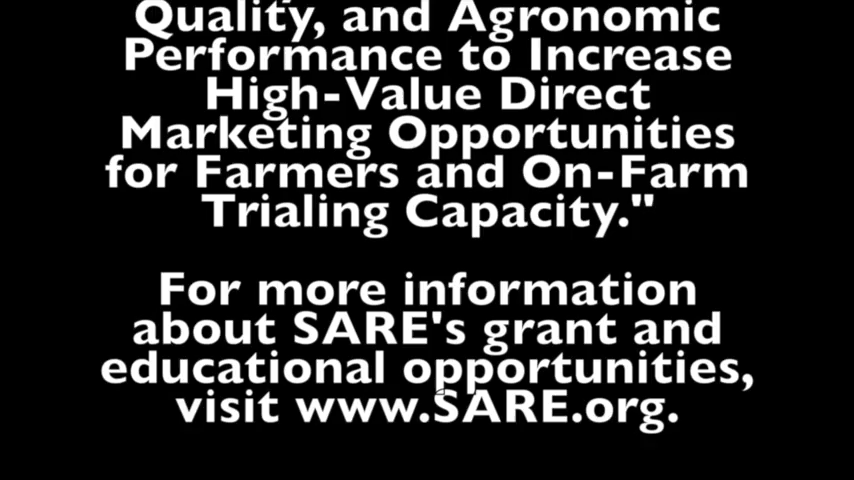 Quality, and Agronomic
Performance to Increase
High-Value Direct
Marketing Opportunities
for Farmers and On-Farm
Trialing Capacity."
For more information
about SARE's grant and
educational opportunities,
visit www.SARE.org.